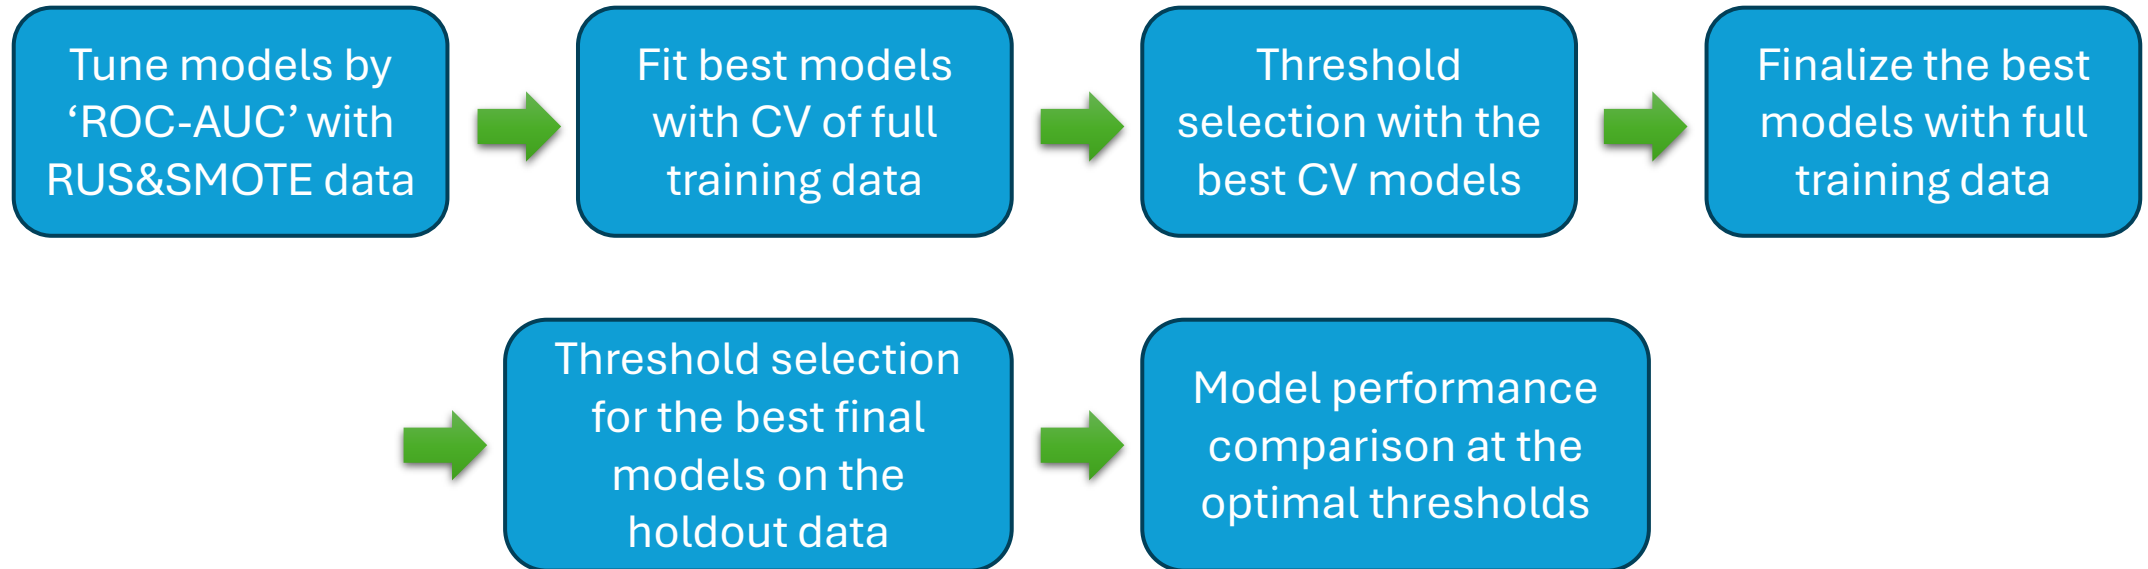 Tune models by
‘ROC-AUC’ with
RUS&SMOTE data
Fit best models
with CV of full
training data
Threshold
selection with the
best CV models
Finalize the best
models with full
training data
Threshold selection
for the best final
models on the
holdout data
Model performance
comparison at the
optimal thresholds